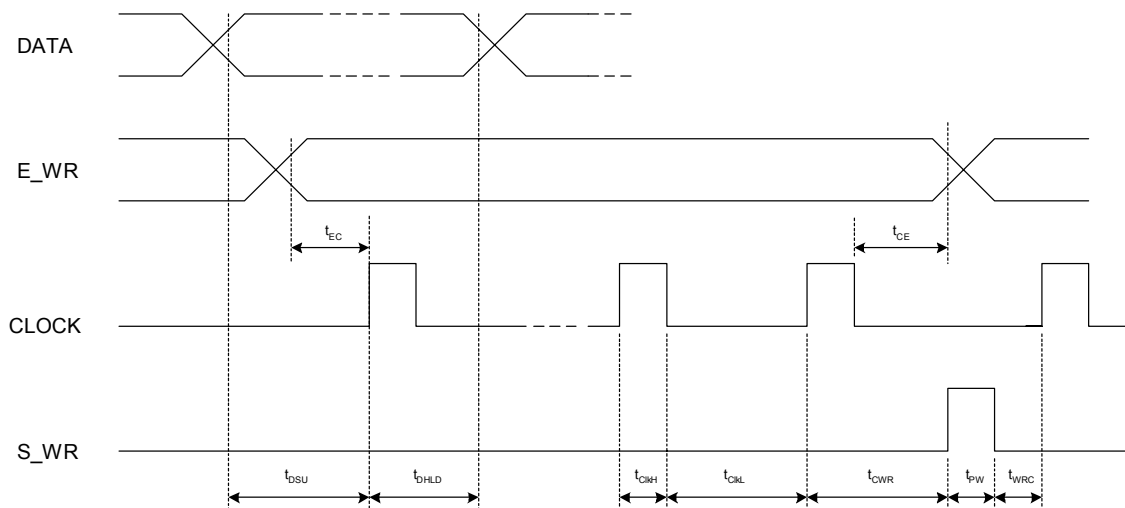 DATA
E_WR
tEC
tCE
CLOCK
S_WR
tDSU
tDHLD
tClkH
tClkL
tCWR
tPW
tWRC